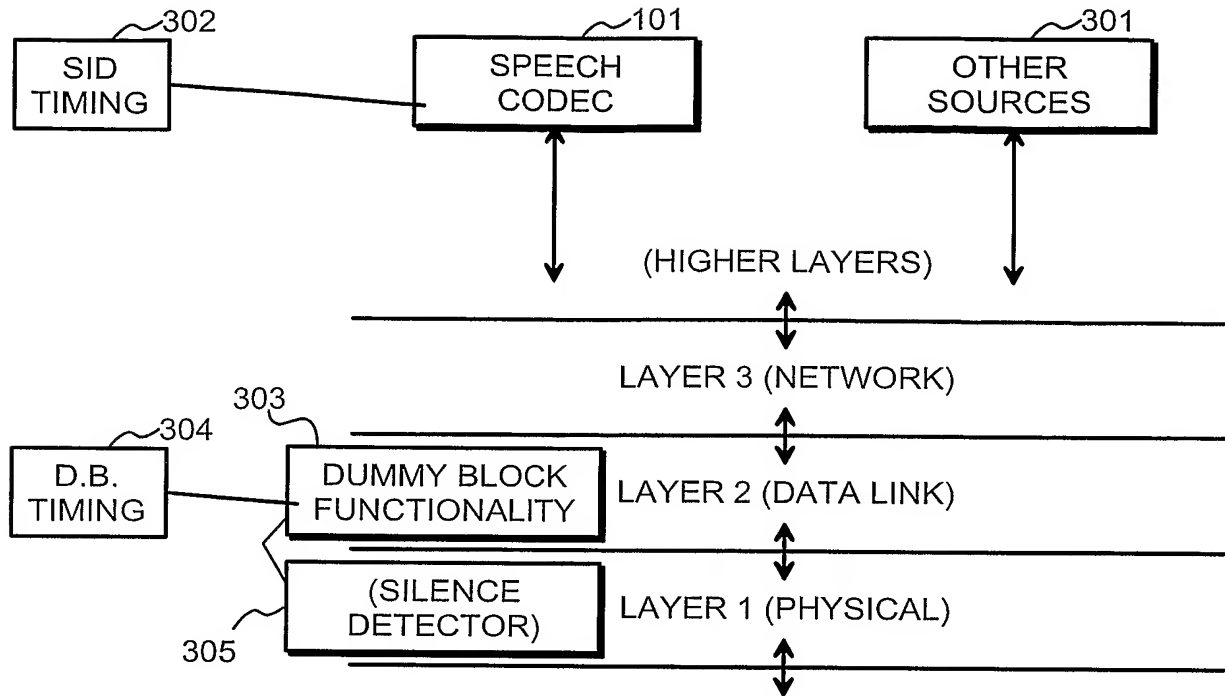 302
101
301
SID
TIMING
SPEECH
CODEC
OTHER
SOURCES
(HIGHER LAYERS)
LAYER 3 (NETWORK)
303
304
D.B.
TIMING
DUMMY BLOCK
FUNCTIONALITY
LAYER 2 (DATA LINK)
(SILENCE
DETECTOR)
LAYER 1 (PHYSICAL)
305